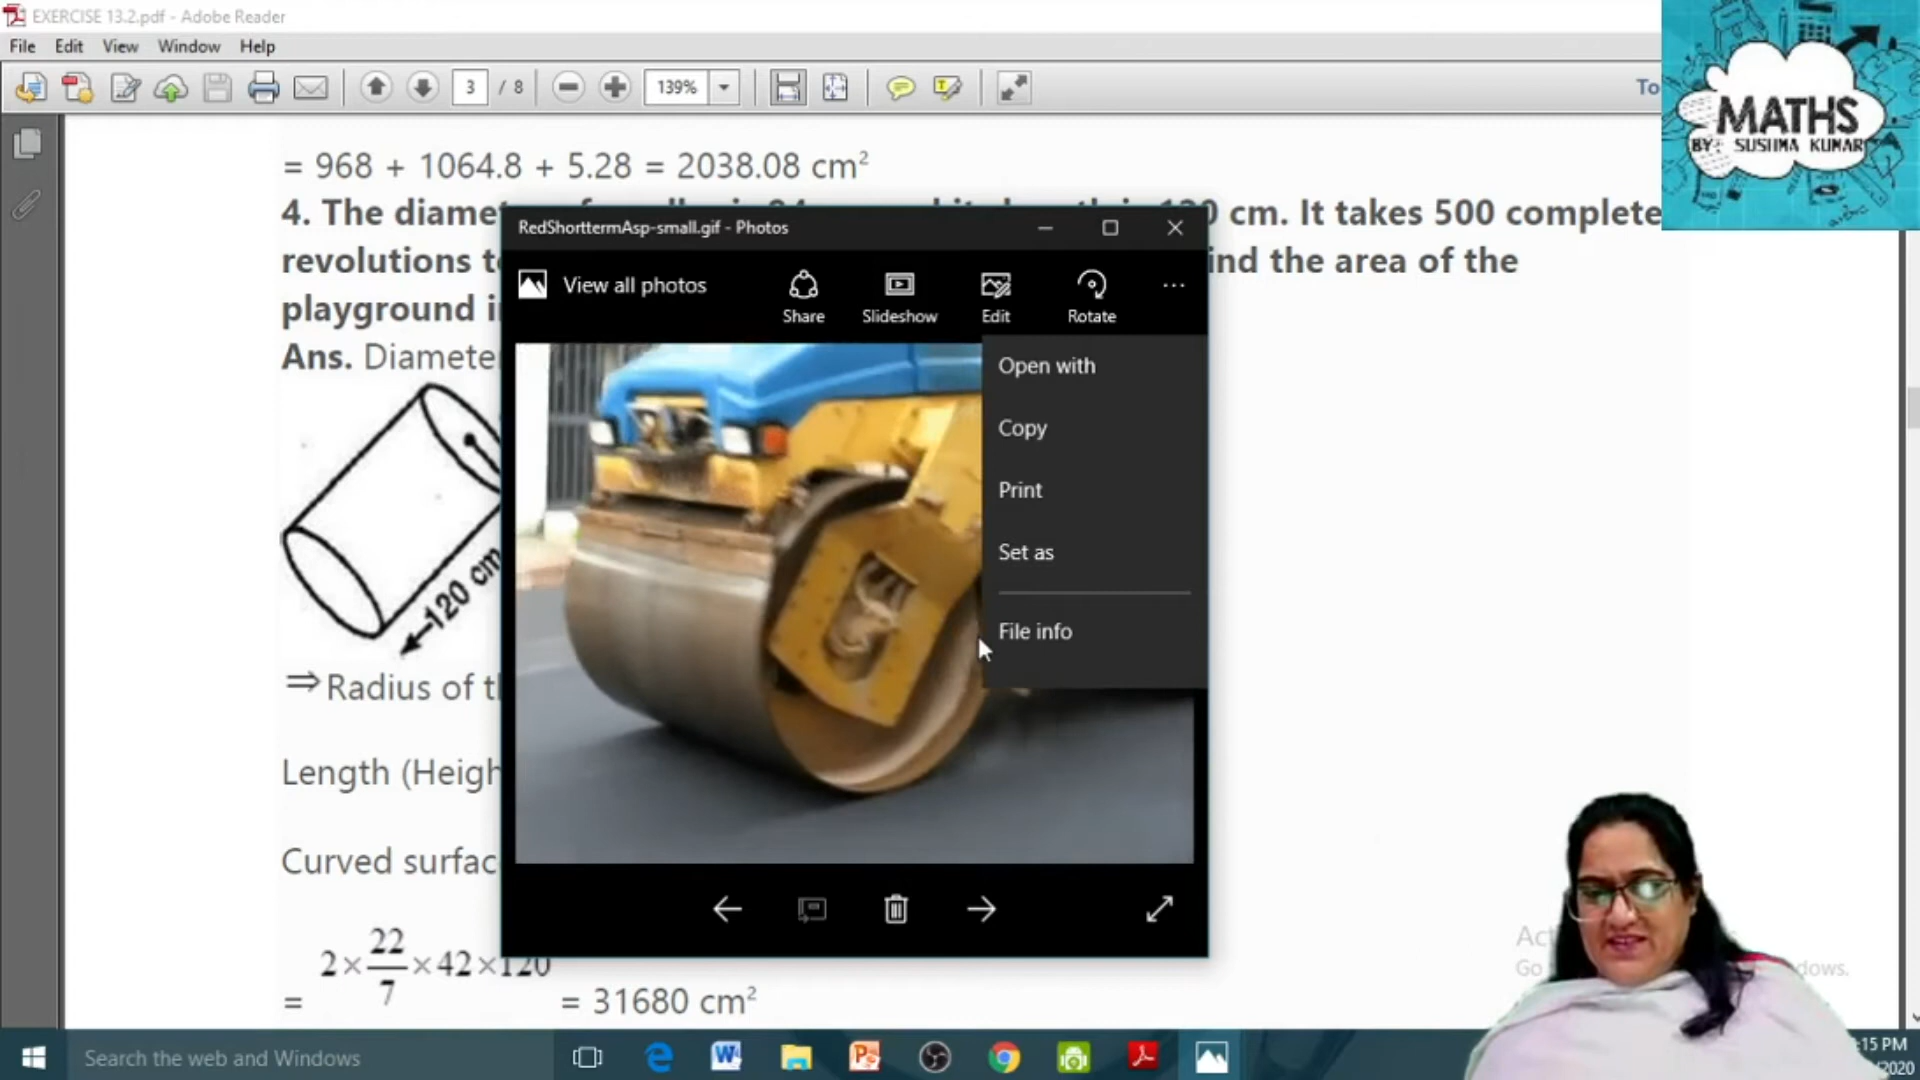 EXERCISE 13.2.pdf - Adobe Reader
File Edit View Window Help
3 / 8 139% To
MATHS
BY: SUSHMA KUMAR
= 968 + 1064.8 + 5.28 = 2038.08 cm²
4. The diame cm. It takes 500 complete
revolutions ind the area of the
playground
Ans. Diameter
RedShorttermAsp-small.gif - Photos
View all photos
Share Slideshow Edit Rotate ...
Open with
Copy
Print
Set as
File info
120 cm
⇒ Radius of
Length (Heigh
Curved surfac
= 2×22/7×42×120 = 31680 cm²
Search the web and Windows
:15 PM
2020